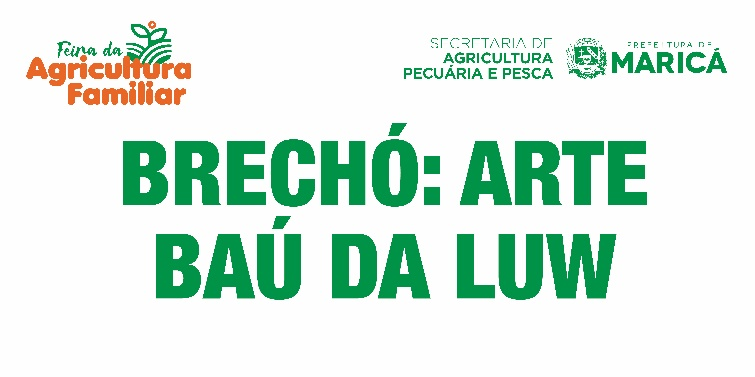 Feira da
Agricultura
Familiar
SECRETARIA DE
AGRICULTURA
PECUÁRIA E PESCA
PREFEITURA DE
MARICÁ
BRECHÓ: ARTE
BAÚ DA LUW